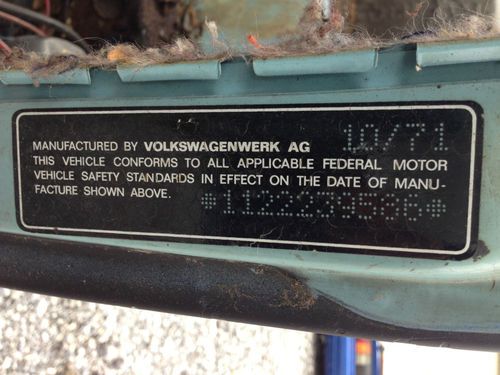 MANUFACTURED BY VOLKSWAGENWERK AG 10/71
THIS VEHICLE CONFORMS TO ALL APPLICABLE FEDERAL MOTOR
VEHICLE SAFETY STANDARDS IN EFFECT ON THE DATE OF MANU-
FACTURE SHOWN ABOVE. *1122239586*